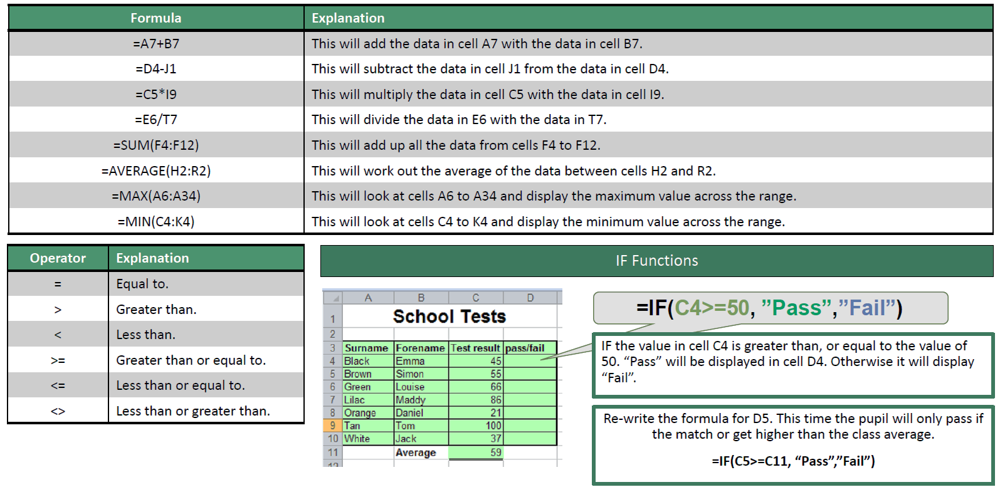 Formula Explanation
=A7+B7 This will add the data in cell A7 with the data in cell B7.
=D4-J1 This will subtract the data in cell J1 from the data in cell D4.
=C5*I9 This will multiply the data in cell C5 with the data in cell I9.
=E6/T7 This will divide the data in E6 with the data in T7.
=SUM(F4:F12) This will add up all the data from cells F4 to F12.
=AVERAGE(H2:R2) This will work out the average of the data between cells H2 and R2.
=MAX(A6:A34) This will look at cells A6 to A34 and display the maximum value across the range.
=MIN(C4:K4) This will look at cells C4 to K4 and display the minimum value across the range.
Operator Explanation
= Equal to.
> Greater than.
< Less than.
>= Greater than or equal to.
<= Less than or equal to.
<> Less than or greater than.
IF Functions
A B C D
1 School Tests
2
3 Surname Forename Test result pass/fail
4 Black Emma 45
5 Brown Simon 55
6 Green Louise 66
7 Lilac Maddy 86
8 Orange Daniel 21
9 Tan Tom 100
10 White Jack 37
11 Average 59
12
=IF(C4>=50, ”Pass”,”Fail”)
IF the value in cell C4 is greater than, or equal to the value of
50. “Pass” will be displayed in cell D4. Otherwise it will display
“Fail”.
Re-write the formula for D5. This time the pupil will only pass if
the match or get higher than the class average.
=IF(C5>=C11, “Pass”,”Fail”)